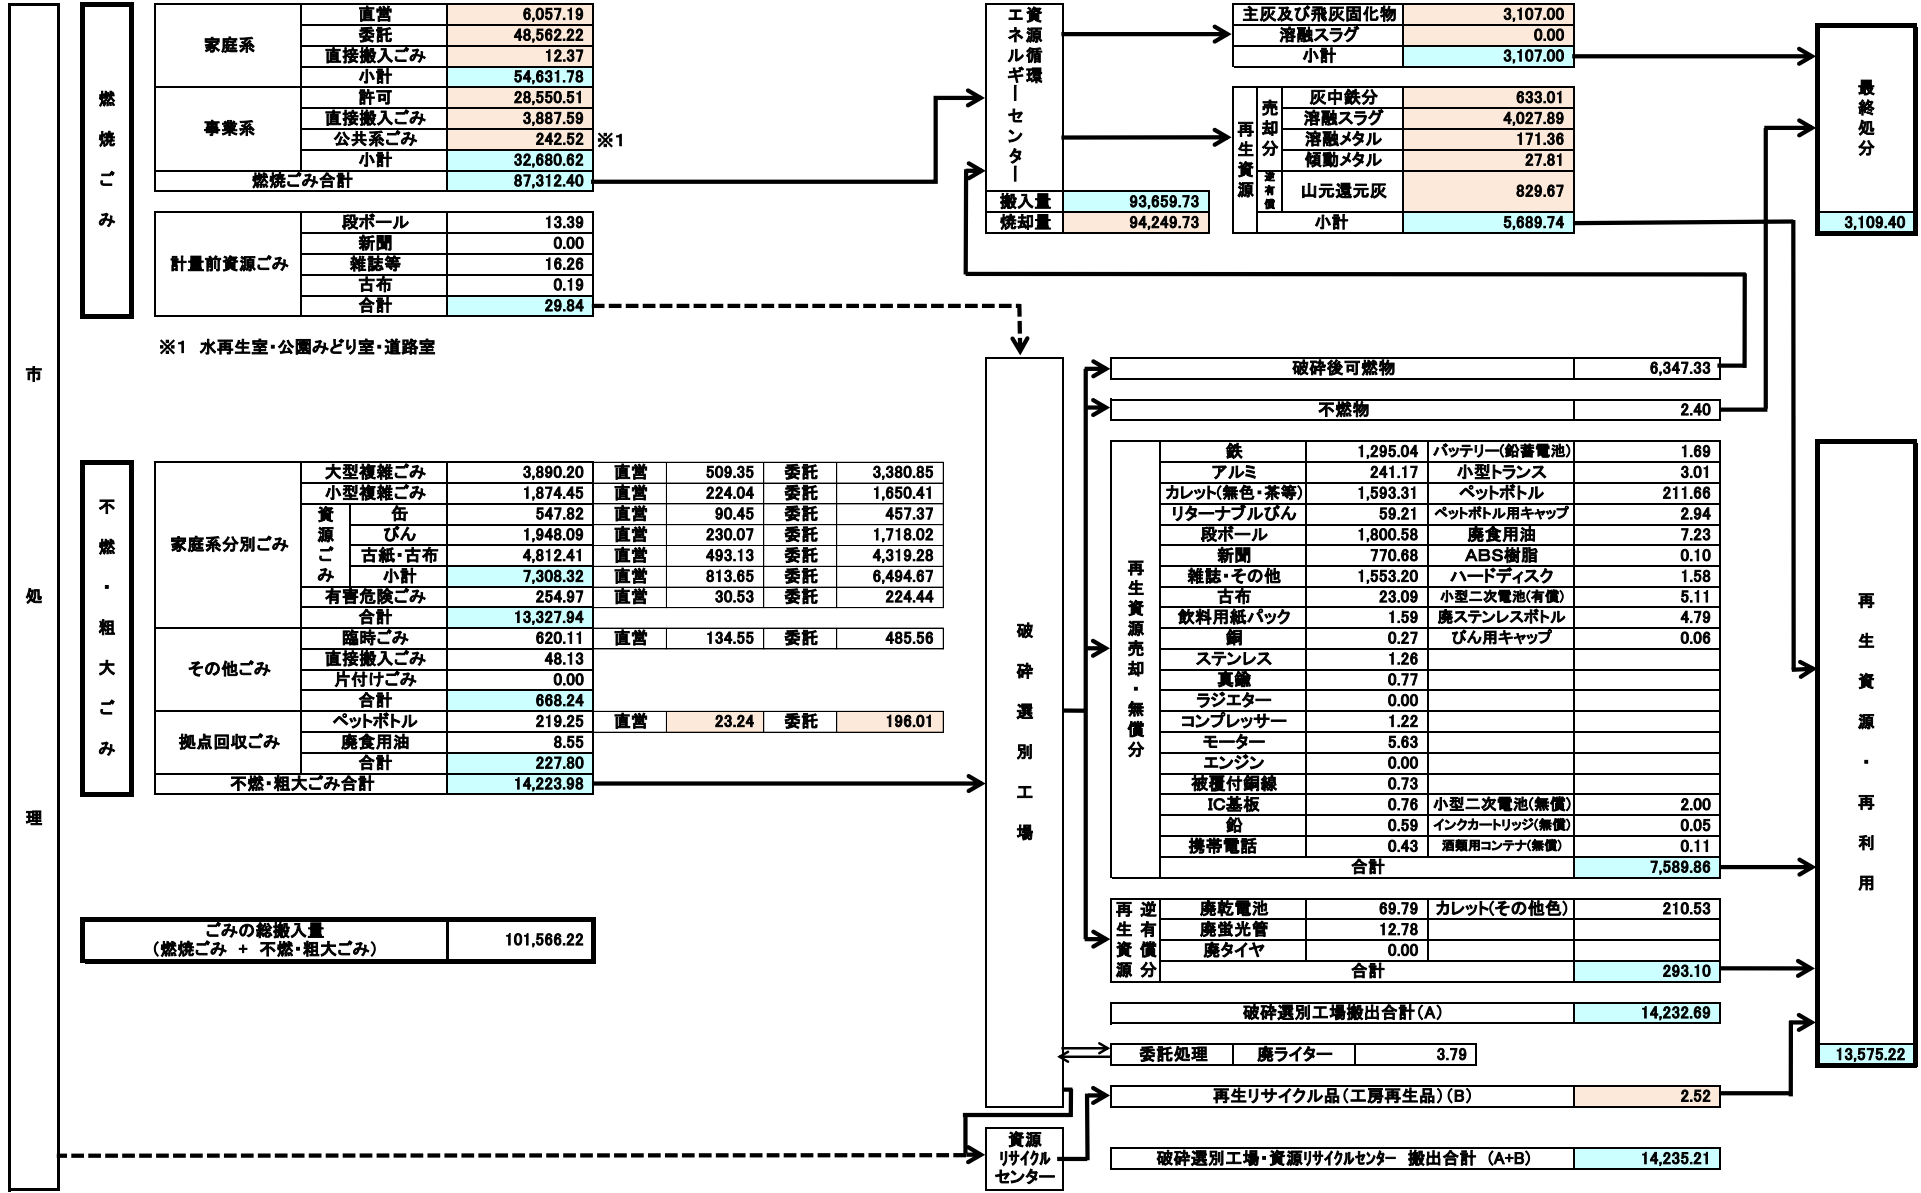 市処理
燃焼ごみ
家庭系
直営 6,057.19
委託 48,562.22
直接搬入ごみ 12.37
小計 54,631.78
事業系
許可 28,550.51
直接搬入ごみ 3,887.59
公共系ごみ 242.52 ※1
小計 32,680.62
燃焼ごみ合計 87,312.40
計量前資源ごみ
段ボール 13.39
新聞 0.00
雑誌等 16.26
古布 0.19
合計 29.84
※1 水再生室・公園みどり室・道路室
不燃・粗大ごみ
家庭系分別ごみ
大型複雑ごみ 3,890.20 直営 509.35 委託 3,380.85
小型複雑ごみ 1,874.45 直営 224.04 委託 1,650.41
資源ごみ
缶 547.82 直営 90.45 委託 457.37
びん 1,948.09 直営 230.07 委託 1,718.02
古紙・古布 4,812.41 直営 493.13 委託 4,319.28
小計 7,308.32 直営 813.65 委託 6,494.67
有害危険ごみ 254.97 直営 30.53 委託 224.44
合計 13,327.94
その他ごみ
臨時ごみ 620.11 直営 134.55 委託 485.56
直接搬入ごみ 48.13
片付けごみ 0.00
合計 668.24
拠点回収ごみ
ペットボトル 219.25 直営 23.24 委託 196.01
廃食用油 8.55
合計 227.80
不燃・粗大ごみ合計 14,223.98
ごみの総搬入量
（燃焼ごみ + 不燃・粗大ごみ）
101,566.22
資源循環
エネルギーセンター
搬入量 93,659.73
焼却量 94,249.73
主灰及び飛灰固化物 3,107.00
溶融スラグ 0.00
小計 3,107.00
再生資源
売却分
灰中鉄分 633.01
溶融スラグ 4,027.89
溶融メタル 171.36
傾動メタル 27.81
逆有償
山元還元灰 829.67
小計 5,689.74
最終処分
3,109.40
破砕選別工場
破砕後可燃物 6,347.33
不燃物 2.40
再生資源売却・無償分
鉄 1,295.04 バッテリー(鉛蓄電池) 1.69
アルミ 241.17 小型トランス 3.01
カレット(無色・茶等) 1,593.31 ペットボトル 211.66
リターナブルびん 59.21 ペットボトル用キャップ 2.94
段ボール 1,800.58 廃食用油 7.23
新聞 770.68 ABS樹脂 0.10
雑誌・その他 1,553.20 ハードディスク 1.58
古布 23.09 小型二次電池(有償) 5.11
飲料用紙パック 1.59 廃ステンレスボトル 4.79
銅 0.27 びん用キャップ 0.06
ステンレス 1.26
真鍮 0.77
ラジエター 0.00
コンプレッサー 1.22
モーター 5.63
エンジン 0.00
被覆付銅線 0.73
IC基板 0.76 小型二次電池(無償) 2.00
鉛 0.59 インクカートリッジ(無償) 0.05
携帯電話 0.43 酒類用コンテナ(無償) 0.11
合計 7,589.86
再生資源
逆有償分
廃乾電池 69.79 カレット(その他色) 210.53
廃蛍光管 12.78
廃タイヤ 0.00
合計 293.10
破砕選別工場搬出合計（A） 14,232.69
委託処理 廃ライター 3.79
再生リサイクル品（工房再生品）（B） 2.52
資源
リサイクル
センター
破砕選別工場・資源リサイクルセンター 搬出合計 （A+B） 14,235.21
再生資源・再利用
13,575.22